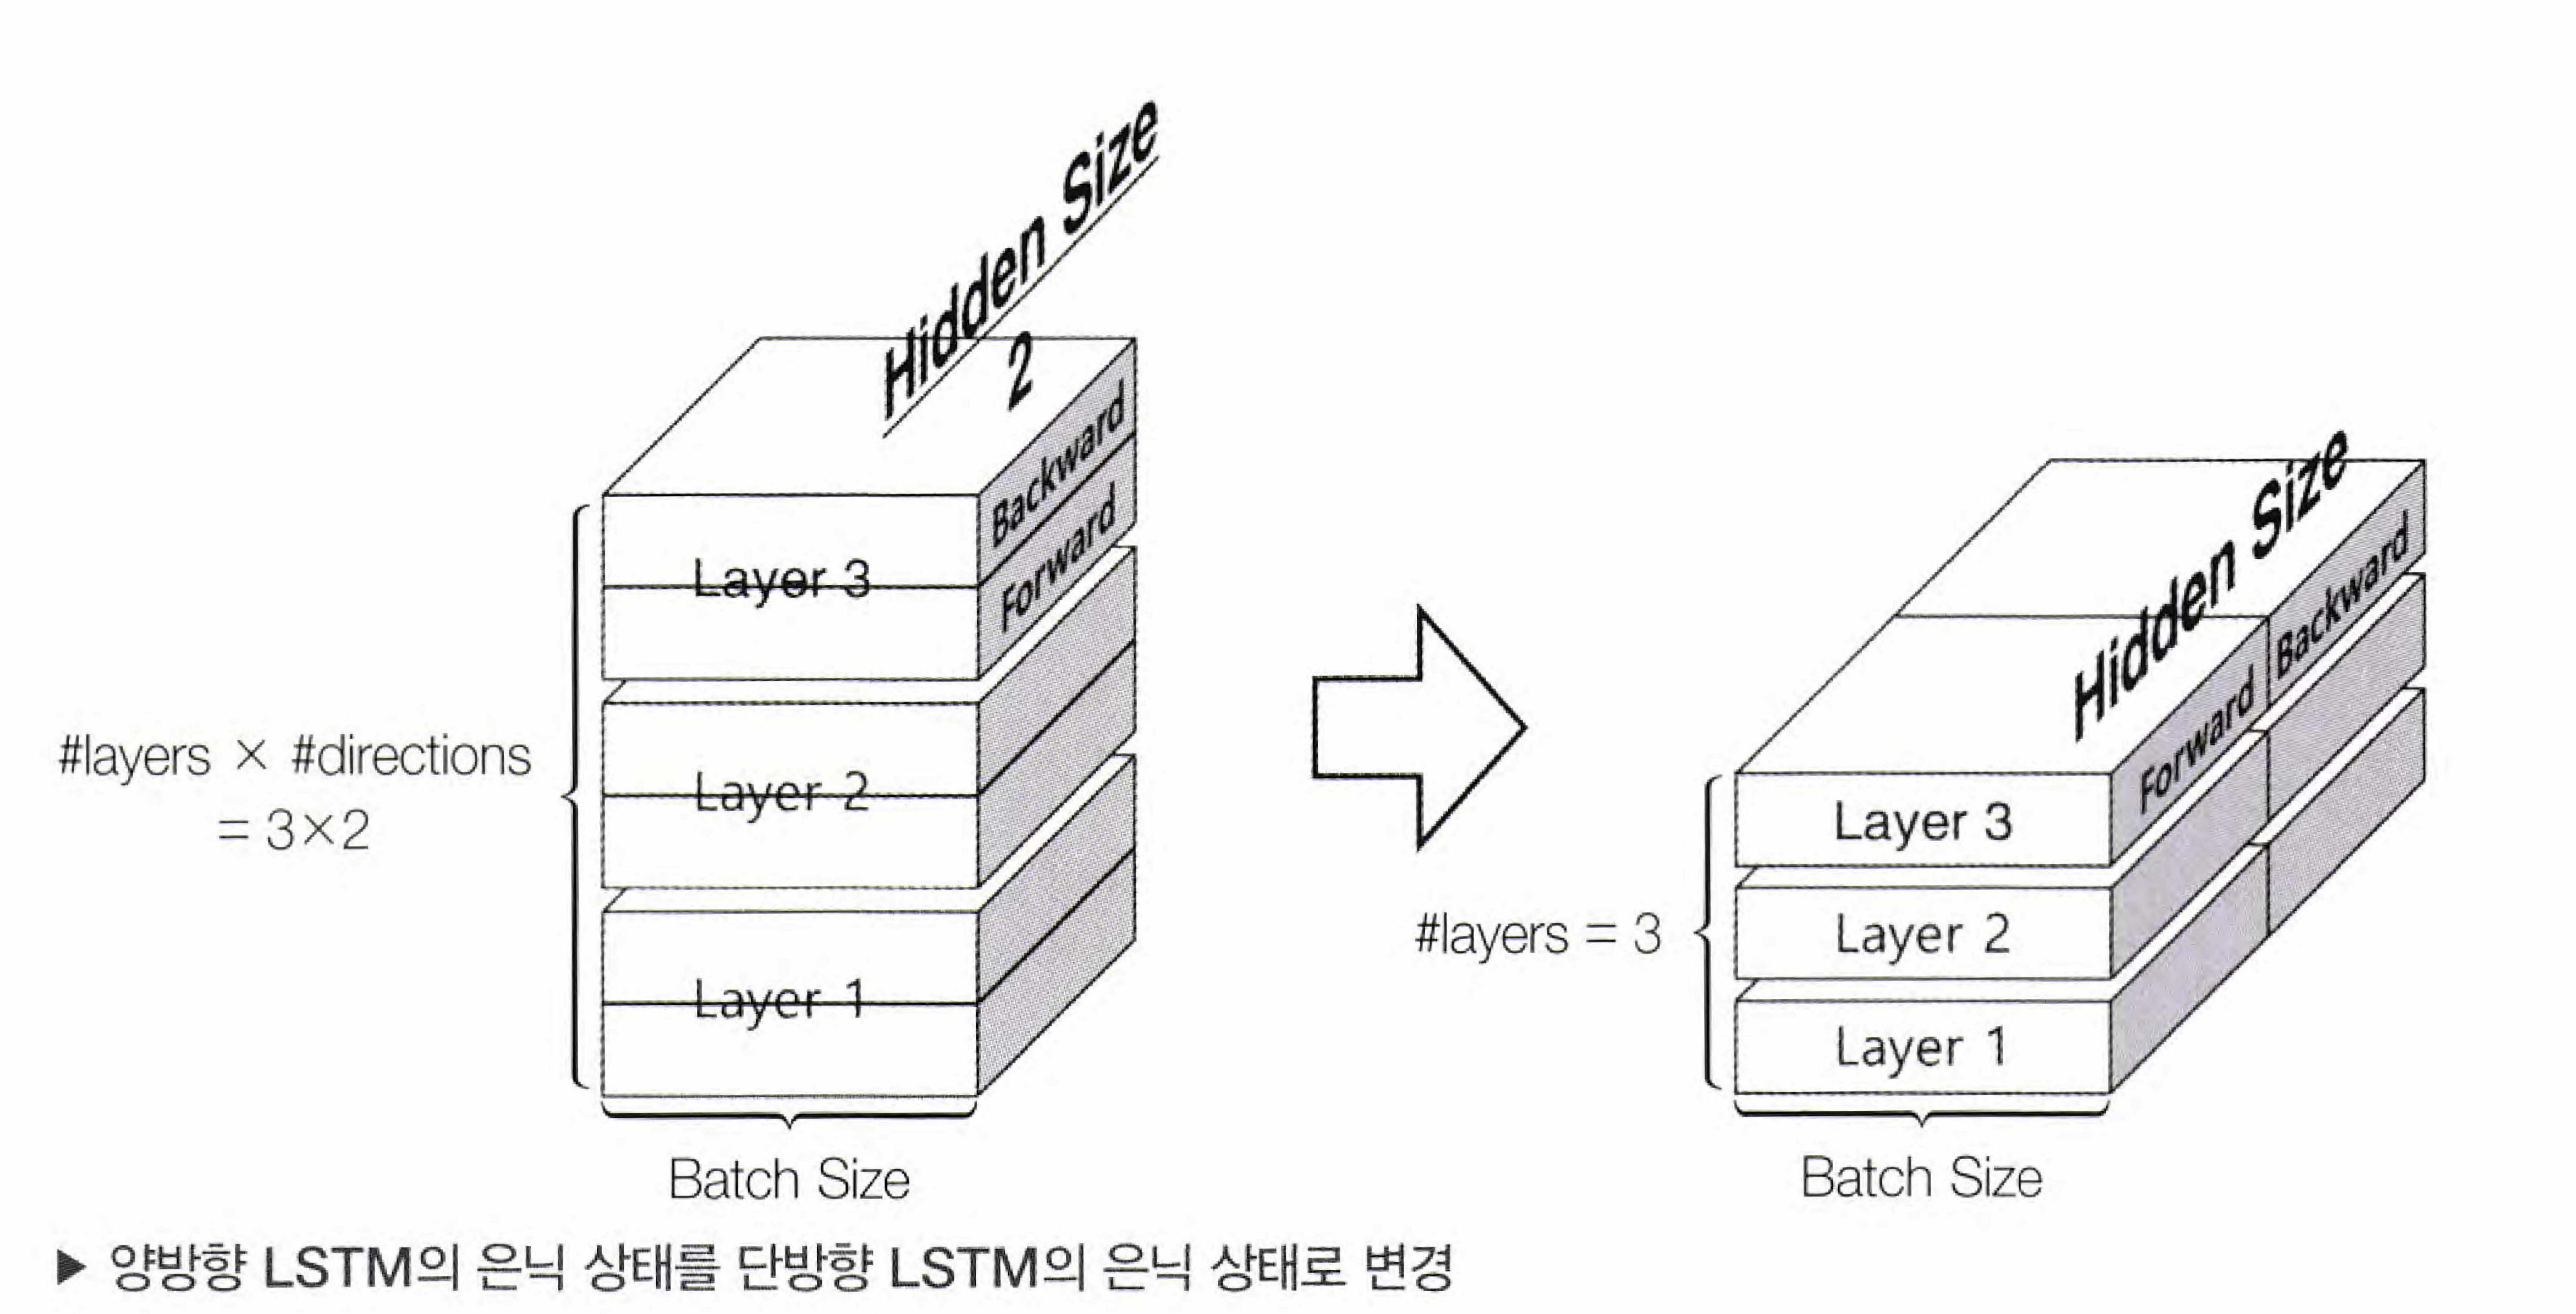 Hidden Size
2
Backward
Forward
Layer 3
Layer 2
Layer 1
#layers × #directions
= 3×2
Batch Size
Hidden Size
Backward
Forward
Layer 3
Layer 2
Layer 1
#layers = 3
Batch Size
▶ 양방향 LSTM의 은닉 상태를 단방향 LSTM의 은닉 상태로 변경